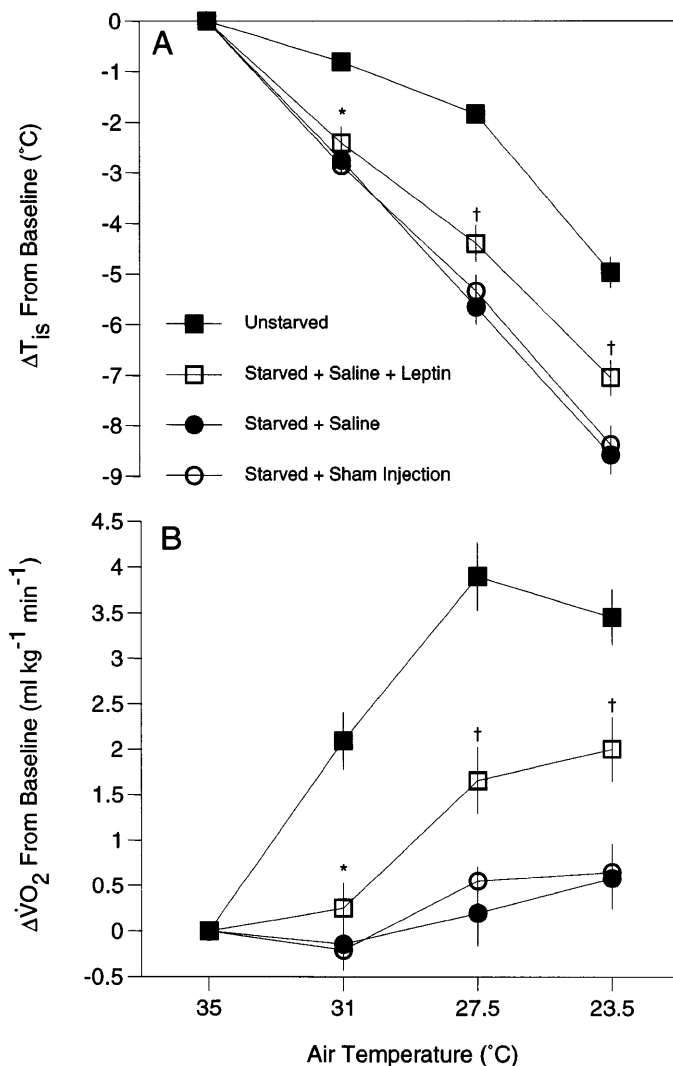 A
0
-1
-2
-3
-4
-5
-6
-7
-8
-9
ΔTis From Baseline (°C)
*
†
†
Unstarved
Starved + Saline + Leptin
Starved + Saline
Starved + Sham Injection
B
4.5
4
3.5
3
2.5
2
1.5
1
0.5
0
-0.5
ΔV̇O2 From Baseline (ml kg-1 min-1)
†
†
*
35 31 27.5 23.5
Air Temperature (°C)